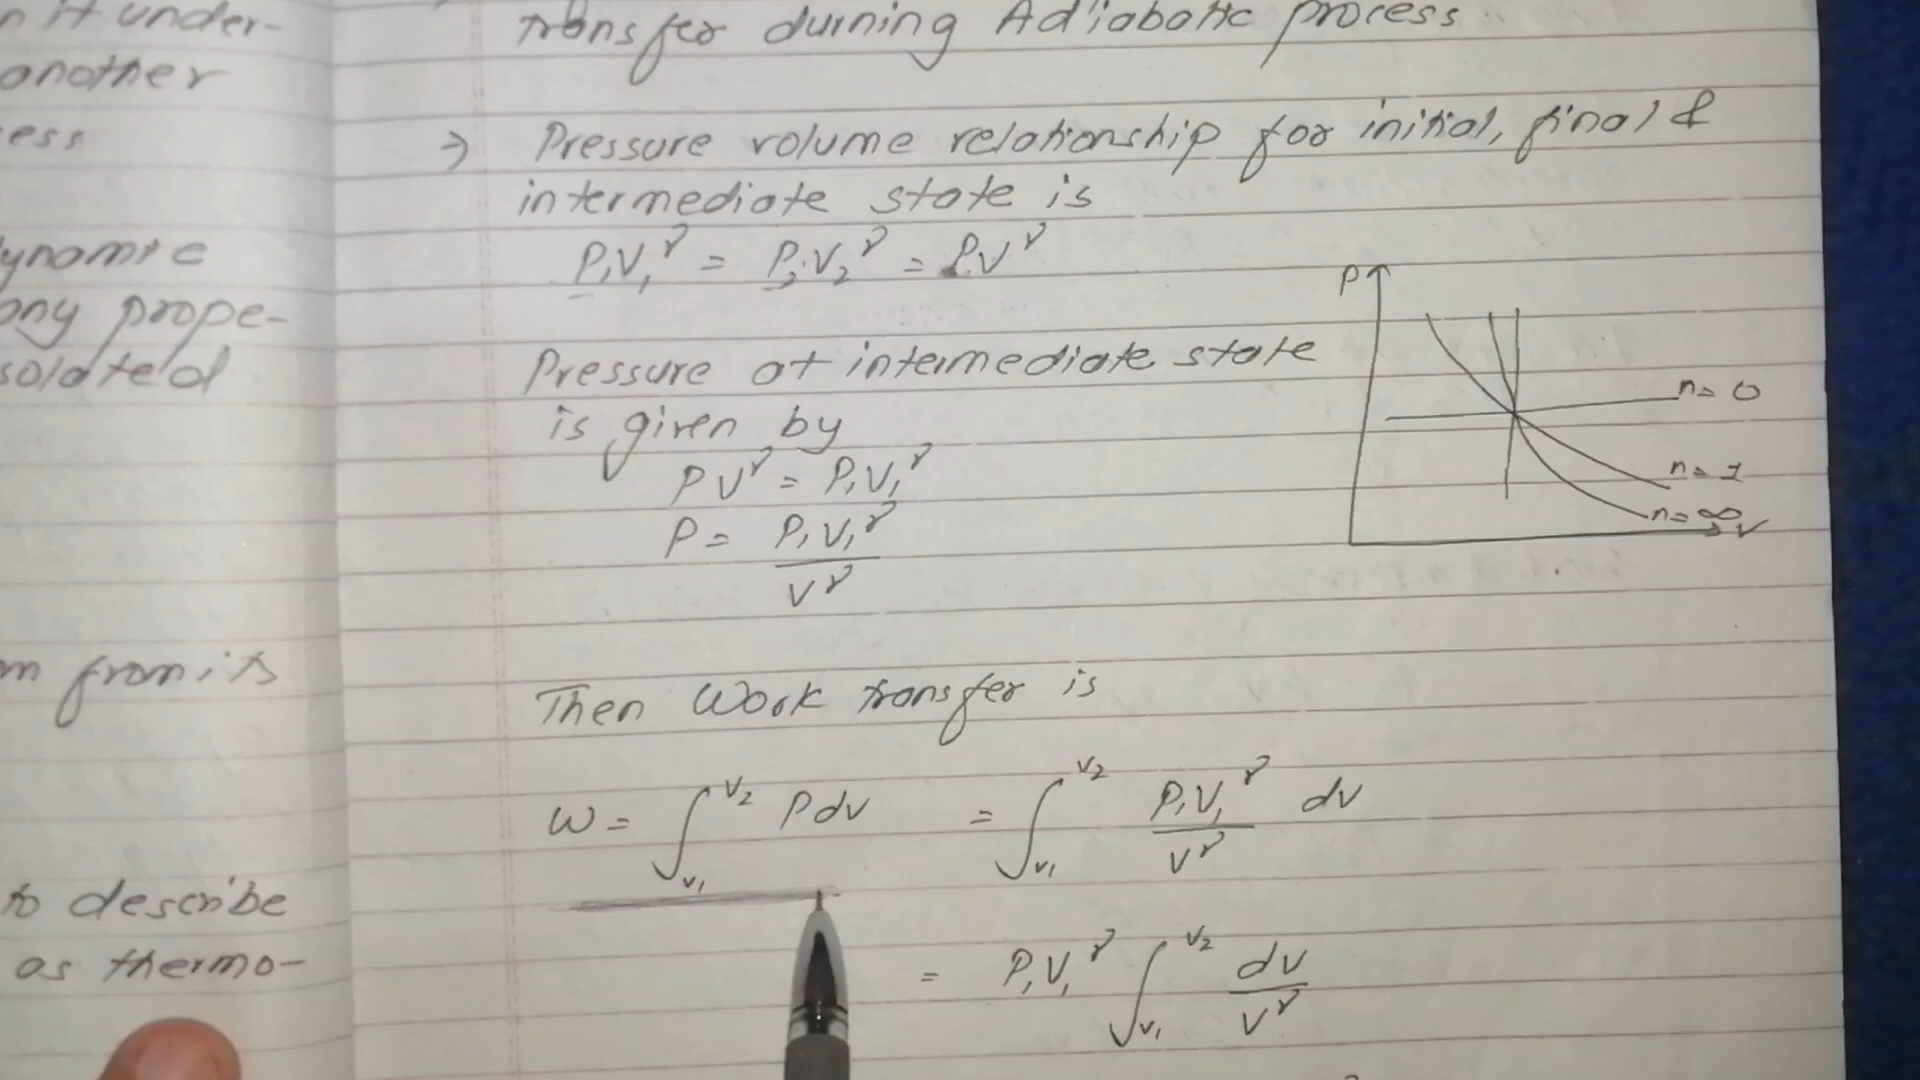 n it under-
another
ess
ynamic
any prope-
solated
m from its
to describe
as thermo-
transfer duirning Adiabatic process
→ Pressure volume relationship for initial, final &
intermediate state is
P₁V₁^γ = P₂V₂^γ = PV^γ
Pressure at intermediate state
is given by
PV^γ = P₁V₁^γ
P = P₁V₁^γ / V^γ
P
n = 0
n = 1
n = ∞
V
Then Work transfer is
W = ∫_{V₁}^{V₂} Pdv = ∫_{V₁}^{V₂} P₁V₁^γ / V^γ dv
= P₁V₁^γ ∫_{V₁}^{V₂} dv / V^γ